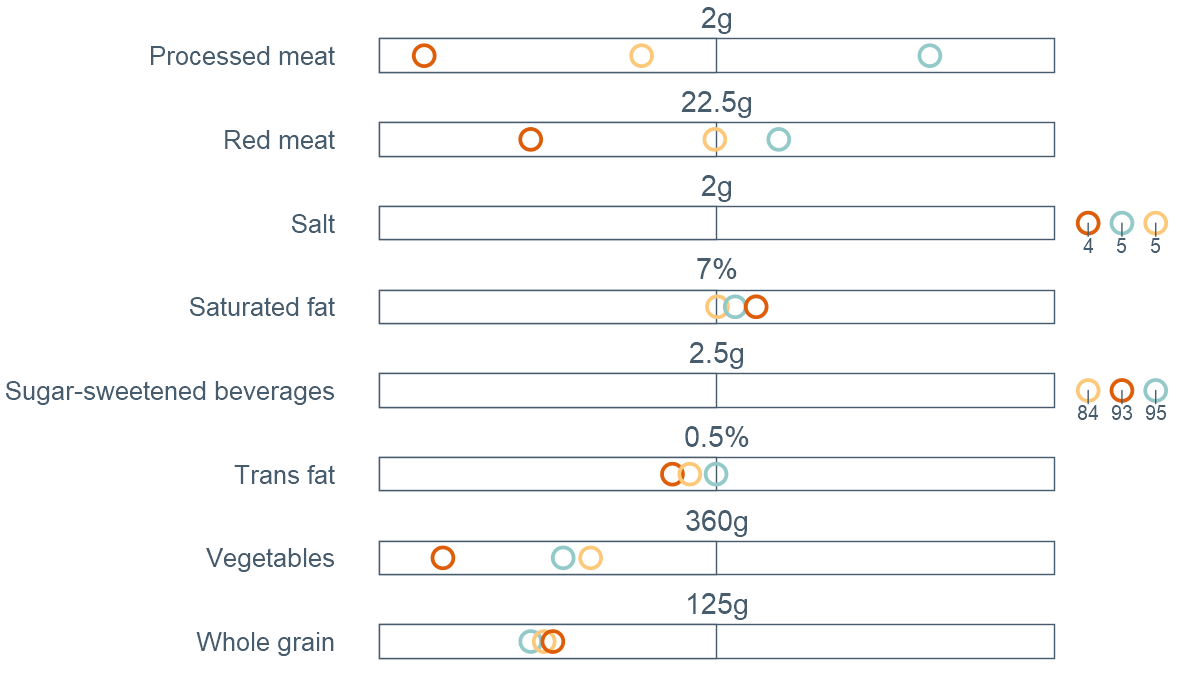 2g
Processed meat
22.5g
Red meat
2g
Salt
4 5 5
7%
Saturated fat
2.5g
Sugar-sweetened beverages
84 93 95
0.5%
Trans fat
360g
Vegetables
125g
Whole grain